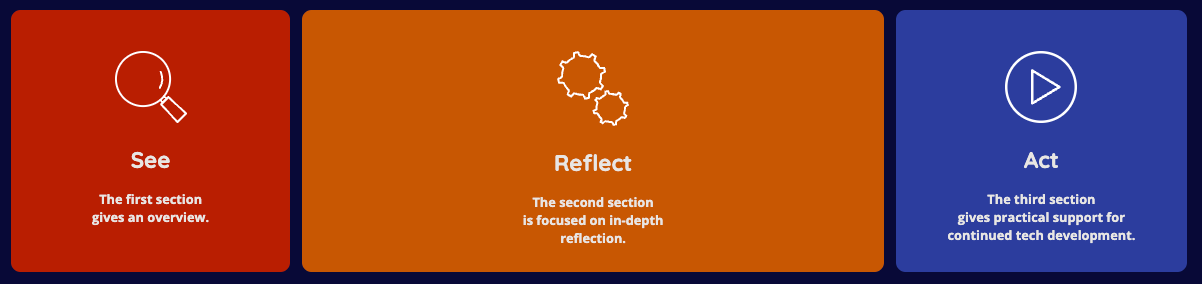 See
The first section
gives an overview.
Reflect
The second section
is focused on in-depth
reflection.
Act
The third section
gives practical support for
continued tech development.